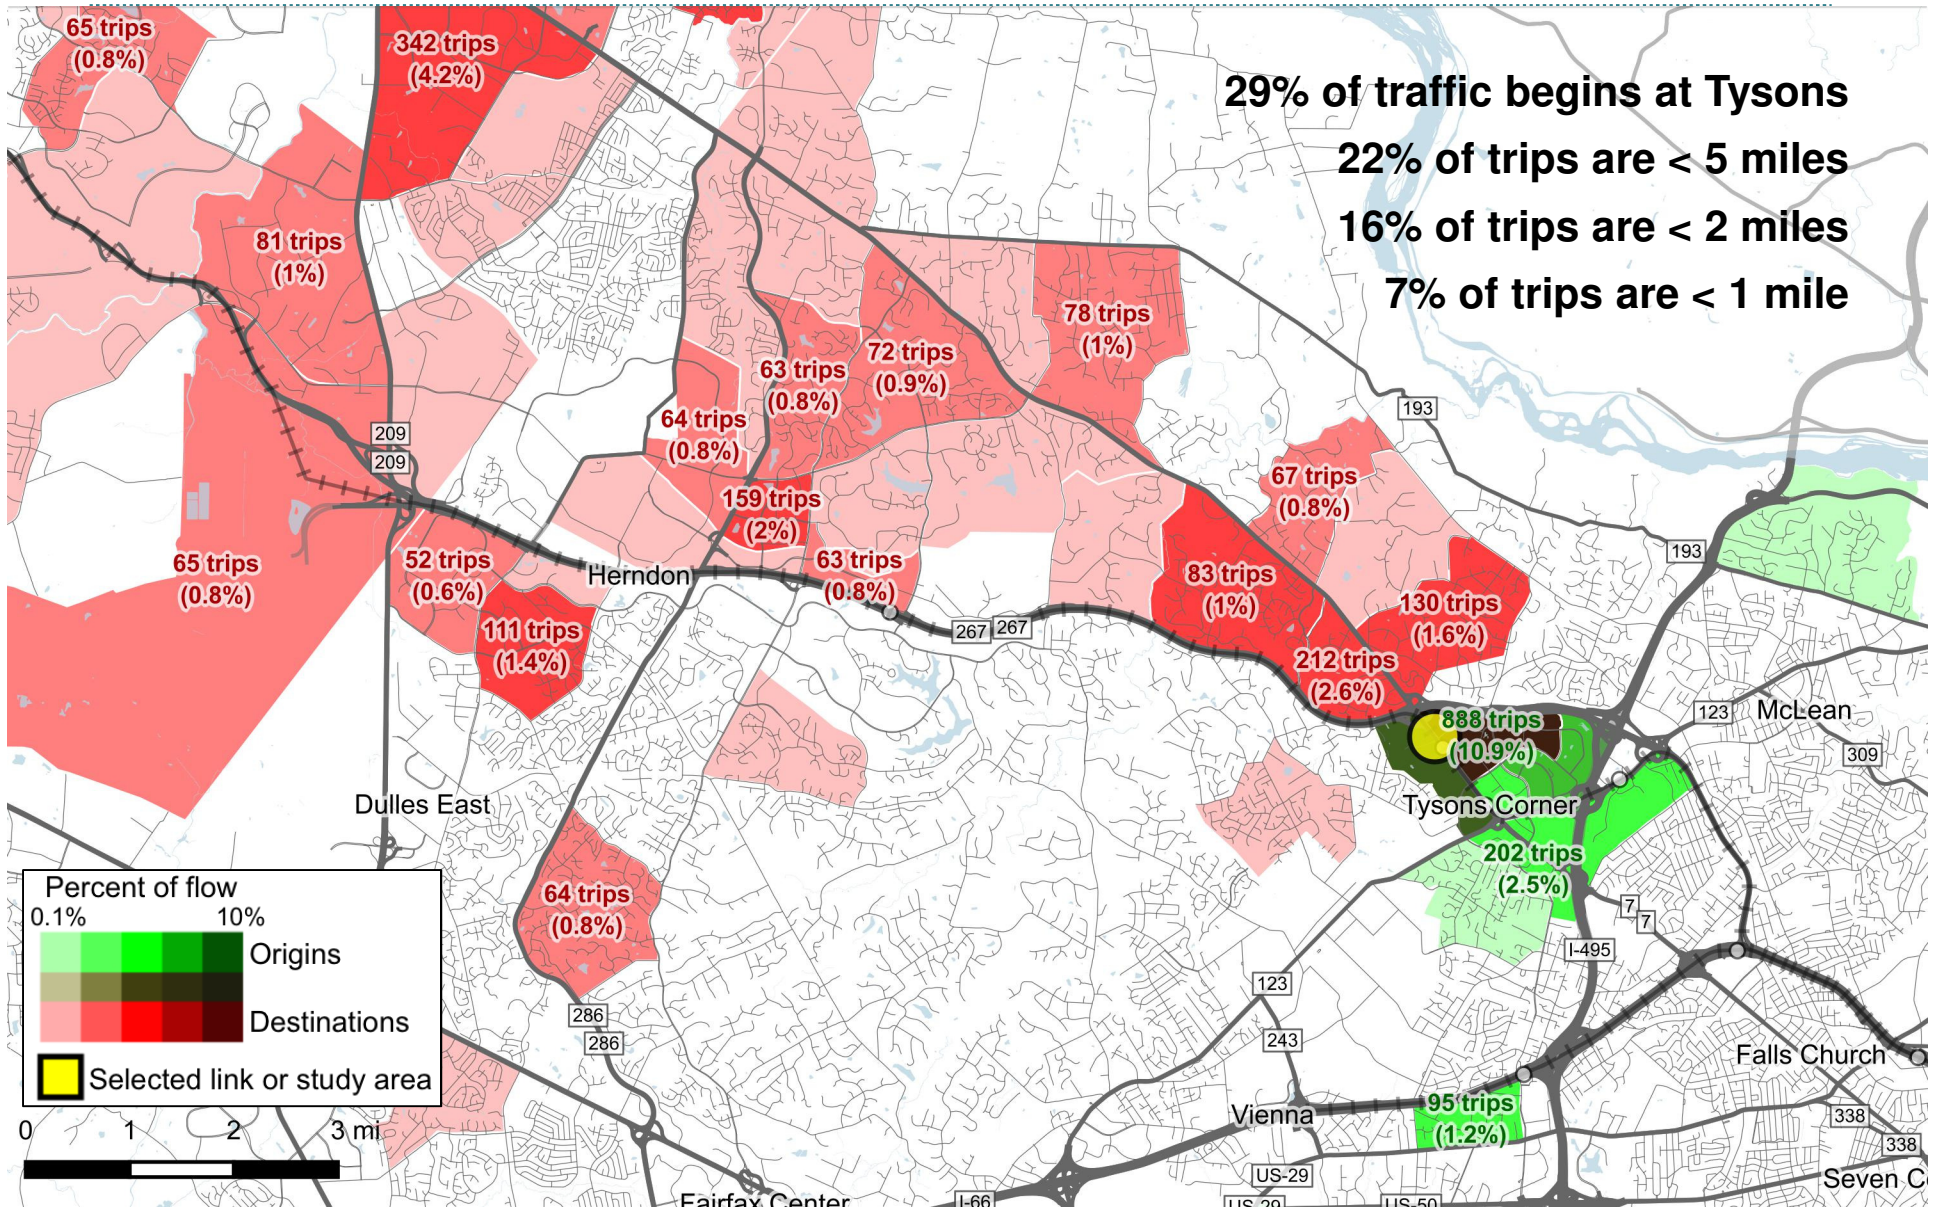 65 trips
(0.8%)
342 trips
(4.2%)
29% of traffic begins at Tysons
22% of trips are < 5 miles
16% of trips are < 2 miles
7% of trips are < 1 mile
81 trips
(1%)
78 trips
(1%)
72 trips
(0.9%)
63 trips
(0.8%)
64 trips
(0.8%)
193
209
209
67 trips
(0.8%)
159 trips
(2%)
193
65 trips
(0.8%)
52 trips
(0.6%)
Herndon
63 trips
(0.8%)
83 trips
(1%)
130 trips
(1.6%)
111 trips
(1.4%)
267
267
212 trips
(2.6%)
888 trips
(10.9%)
123
McLean
309
Dulles East
Tysons Corner
202 trips
(2.5%)
64 trips
(0.8%)
7
7
I-495
Percent of flow
0.1% 10%
Origins
Destinations
Selected link or study area
0 1 2 3 mi
123
286
286
243
Falls Church
Vienna
95 trips
(1.2%)
338
338
US-29
Seven C
Fairfax Center
I-66
US-29
US-50